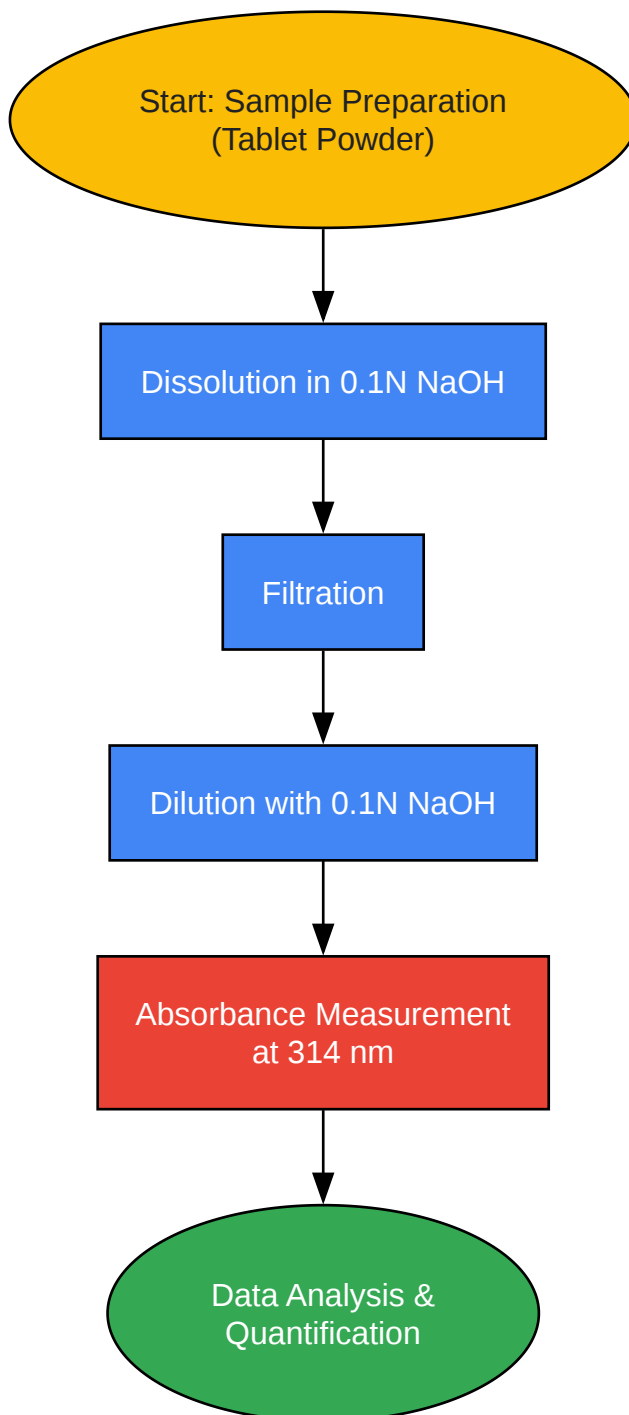 Start: Sample Preparation
(Tablet Powder)
Dissolution in 0.1N NaOH
Filtration
Dilution with 0.1N NaOH
Absorbance Measurement
at 314 nm
Data Analysis &
Quantification